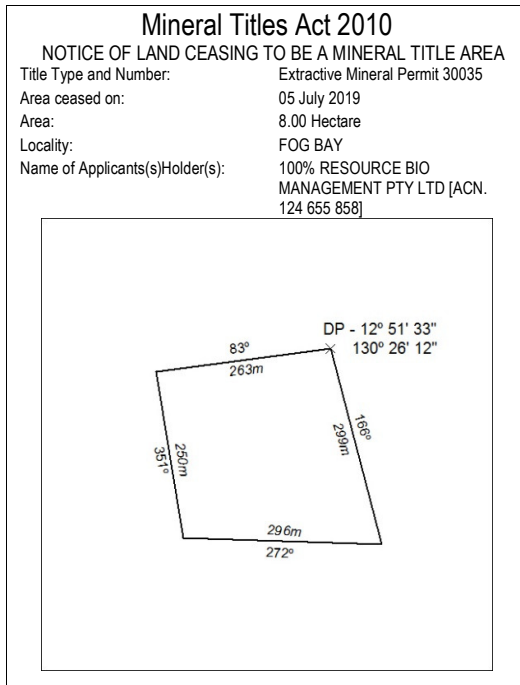 Mineral Titles Act 2010
NOTICE OF LAND CEASING TO BE A MINERAL TITLE AREA
Title Type and Number: Extractive Mineral Permit 30035
Area ceased on: 05 July 2019
Area: 8.00 Hectare
Locality: FOG BAY
Name of Applicants(s)Holder(s): 100% RESOURCE BIO
MANAGEMENT PTY LTD [ACN.
124 655 858]
DP - 12º 51' 33"
130º 26' 12"
83º
263m
166º
299m
351º
250m
296m
272º